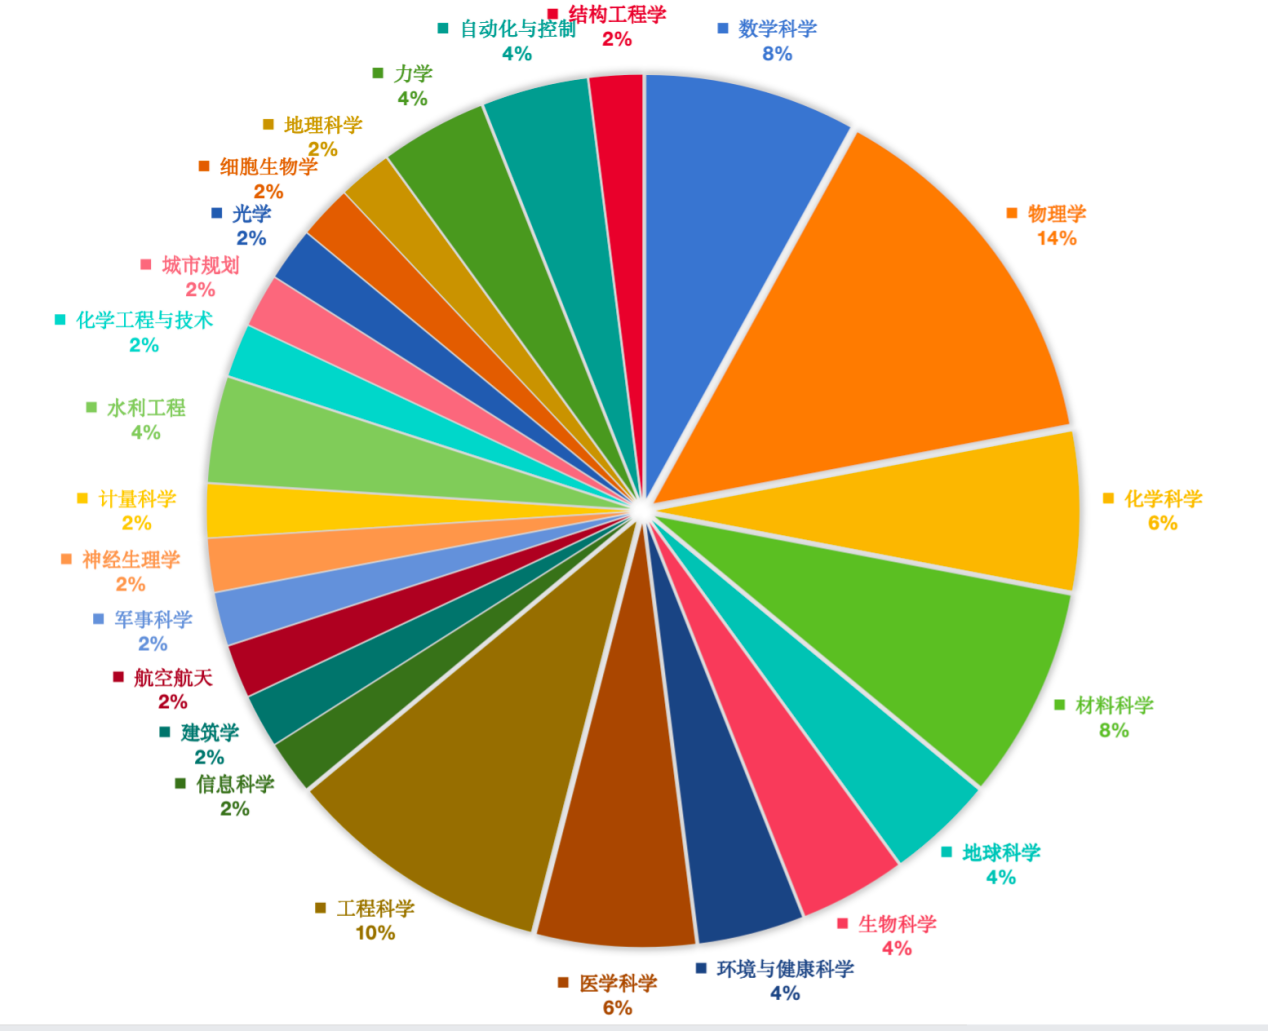 结构工程学
2%
数学科学
8%
物理学
14%
化学科学
6%
材料科学
8%
地球科学
4%
生物科学
4%
环境与健康科学
4%
医学科学
6%
工程科学
10%
信息科学
2%
建筑学
2%
航空航天
2%
军事科学
2%
神经生理学
2%
计量科学
2%
水利工程
4%
化学工程与技术
2%
城市规划
2%
光学
2%
细胞生物学
2%
地理科学
2%
力学
4%
自动化与控制
4%